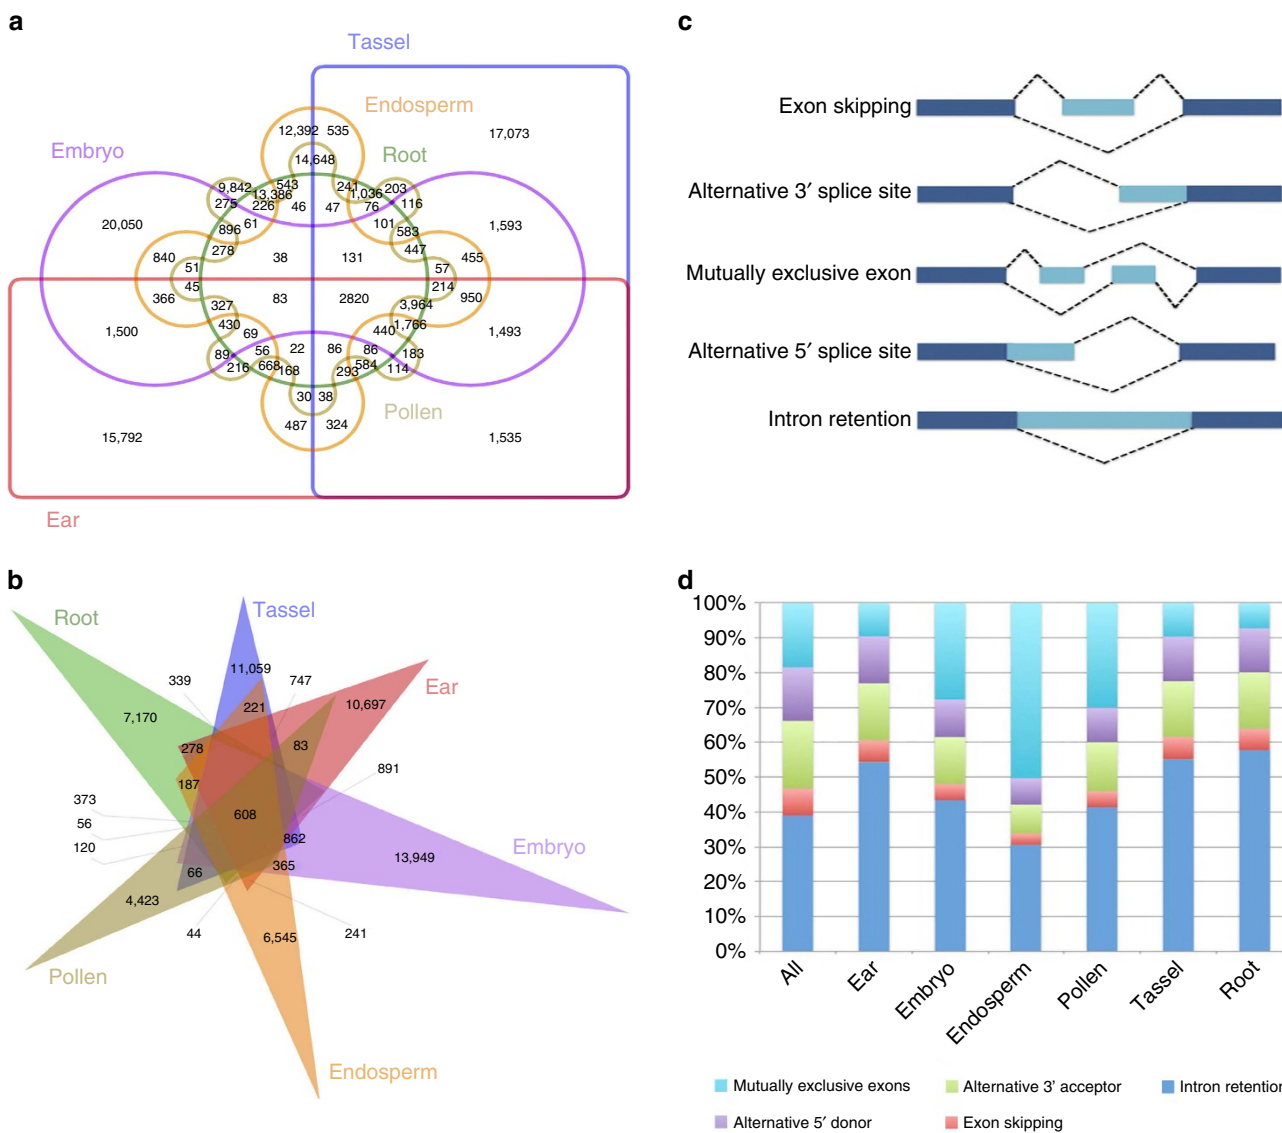 a
Tassel
Endosperm
12,392 535
17,073
Embryo
14,648
Root
9,842 543 241 203
13,386 1,036
275 226 46 47 76 116
20,050
896 61 101 583
1,593
840 278 38 131 447 455
51 57
45 214
366 327 83 2820 3,964 950
1,500 430 69 440 1,766 1,493
89 56 22 86 86 183
216 668 168 293 584 114
30 38
Pollen
487 324
15,792
1,535
Ear
b
Root
Tassel
339
11,059
747
Ear
7,170
221
10,697
278
83
187
891
373
608
56
862
Embryo
120
13,949
66
365
4,423
44
6,545
241
Pollen
Endosperm
c
Exon skipping
Alternative 3′ splice site
Mutually exclusive exon
Alternative 5′ splice site
Intron retention
d
100%
90%
80%
70%
60%
50%
40%
30%
20%
10%
0%
All Ear Embryo Endosperm Pollen Tassel Root
Mutually exclusive exons Alternative 3' acceptor Intron retention
Alternative 5′ donor Exon skipping